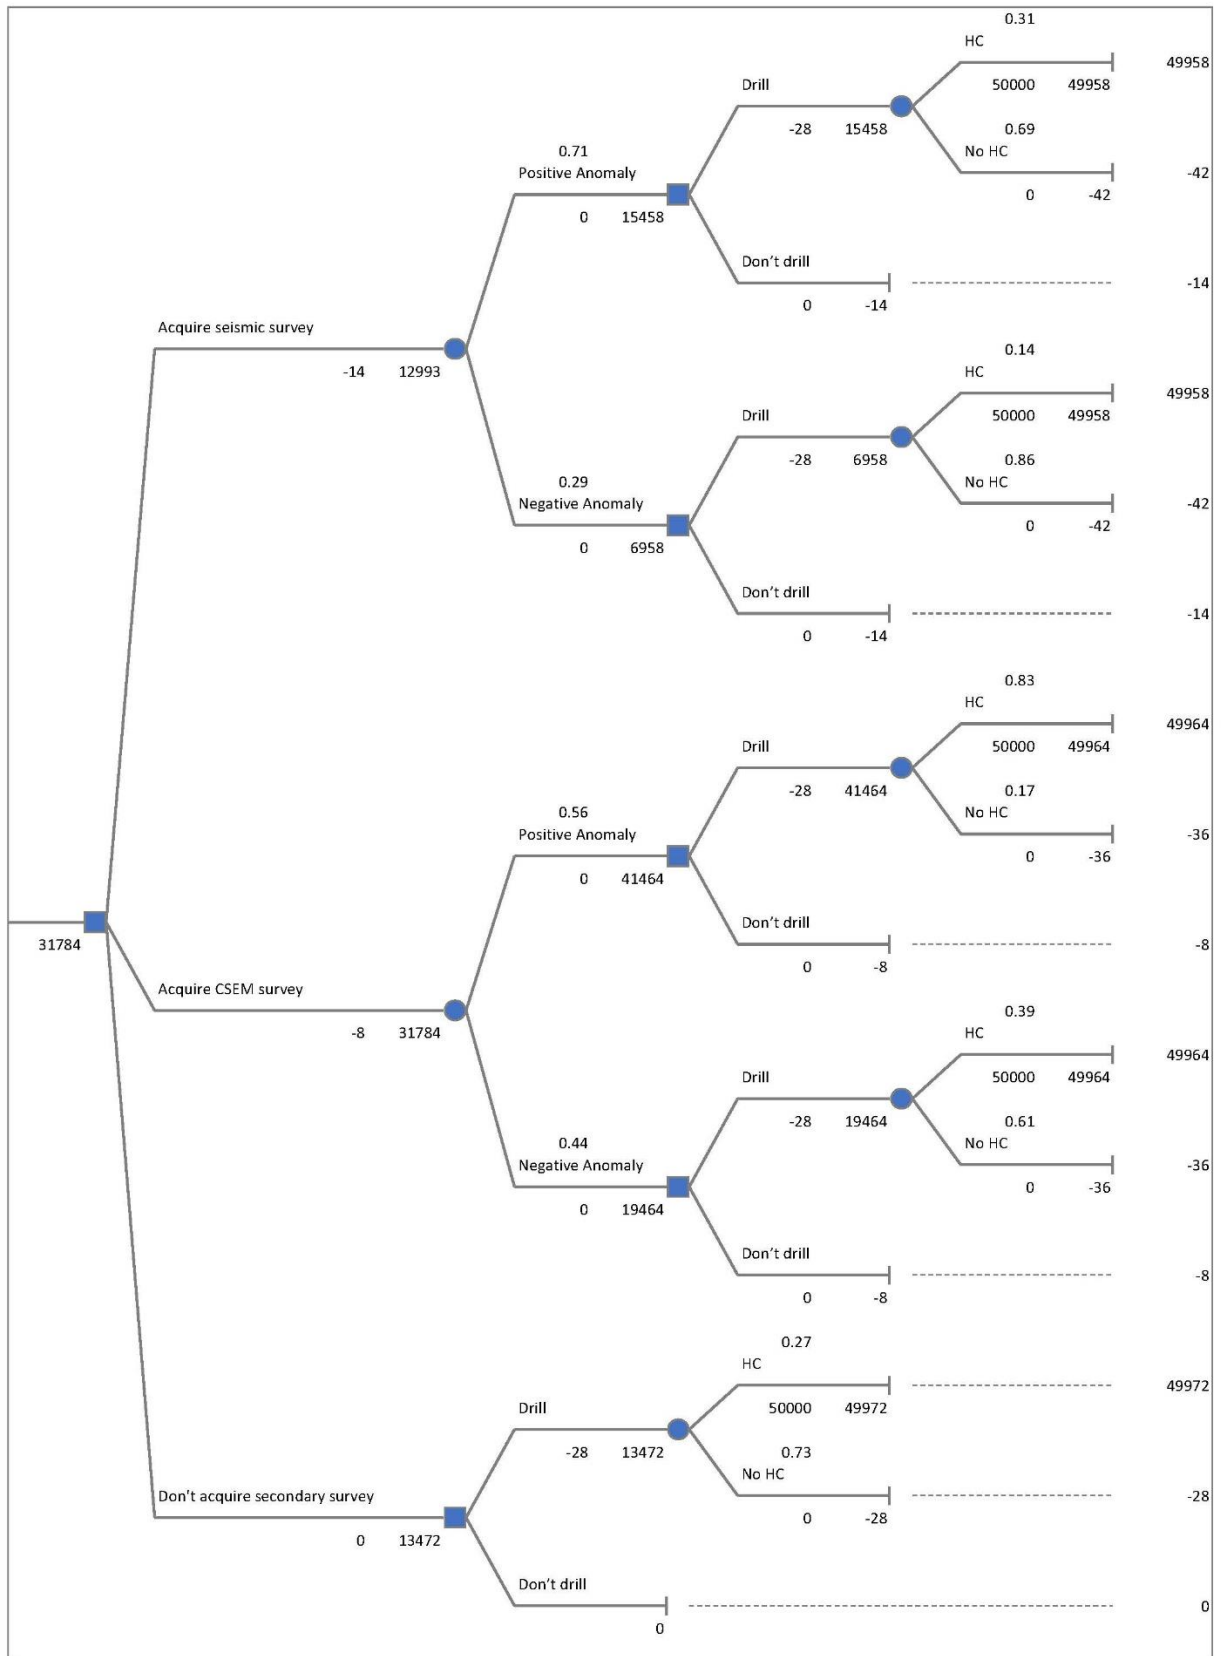 0.31
HC
49958
Drill
50000 49958
-28 15458
0.69
0.71
No HC
Positive Anomaly
-42
0 -42
0 15458
Don't drill
-14
0 -14
Acquire seismic survey
0.14
-14 12993
HC
49958
Drill
50000 49958
-28 6958
0.86
0.29
No HC
Negative Anomaly
-42
0 -42
0 6958
Don't drill
-14
0 -14
0.83
HC
49964
Drill
50000 49964
-28 41464
0.17
0.56
No HC
Positive Anomaly
-36
0 -36
0 41464
31784
Don't drill
-8
0 -8
Acquire CSEM survey
0.39
-8 31784
HC
49964
Drill
50000 49964
-28 19464
0.61
0.44
No HC
Negative Anomaly
-36
0 -36
0 19464
Don't drill
-8
0 -8
0.27
HC
49972
Drill
50000 49972
-28 13472
0.73
No HC
Don't acquire secondary survey
-28
0 -28
0 13472
Don't drill
0
0